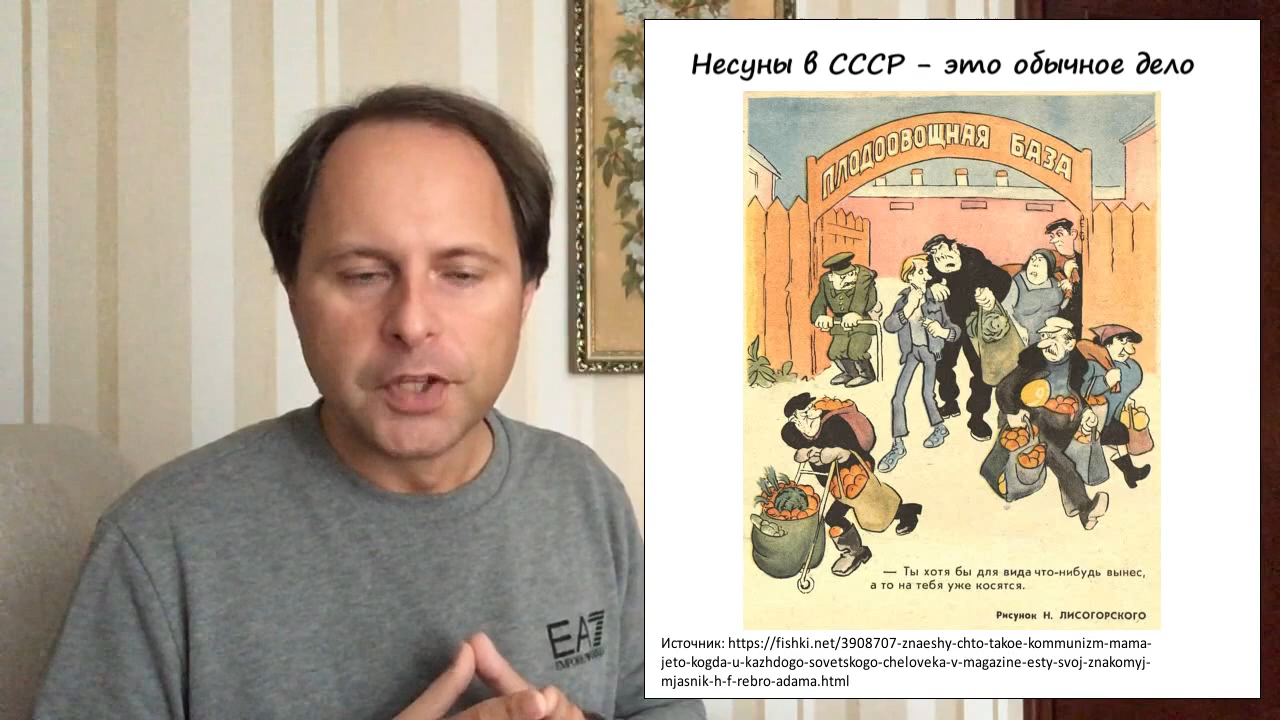 Несуны в СССР – это обычное дело
ПЛОДООВОЩНАЯ БАЗА
— Ты хотя бы для вида что-нибудь вынес,
а то на тебя уже косятся.
Рисунок Н. ЛИСОГОРСКОГО
Источник: https://fishki.net/3908707-znaeshy-chto-takoe-kommunizm-mama-
jeto-kogda-u-kazhdogo-sovetskogo-cheloveka-v-magazine-esty-svoj-znakomyj-
mjasnik-h-f-rebro-adama.html
EA7
EMPORIO ARMANI